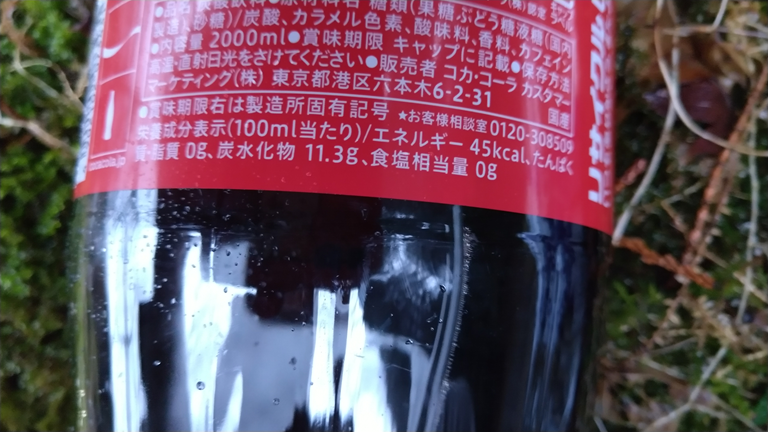 ●品名 炭酸飲料●原材料名 糖類(果糖ぶどう糖液糖(国内
製造)、砂糖)/炭酸、カラメル色素、酸味料、香料、カフェイン
●内容量 2000ml●賞味期限 キャップに記載●保存方法
高温・直射日光をさけてください●販売者 コカ・コーラ カスタマー
マーケティング(株) 東京都港区六本木6-2-31
国産
●賞味期限右は製造所固有記号 ★お客様相談室0120-308509
栄養成分表示(100ml当たり)/エネルギー 45kcal、たんぱく
質・脂質 0g、炭水化物 11.3g、食塩相当量 0g
cocacola.jp